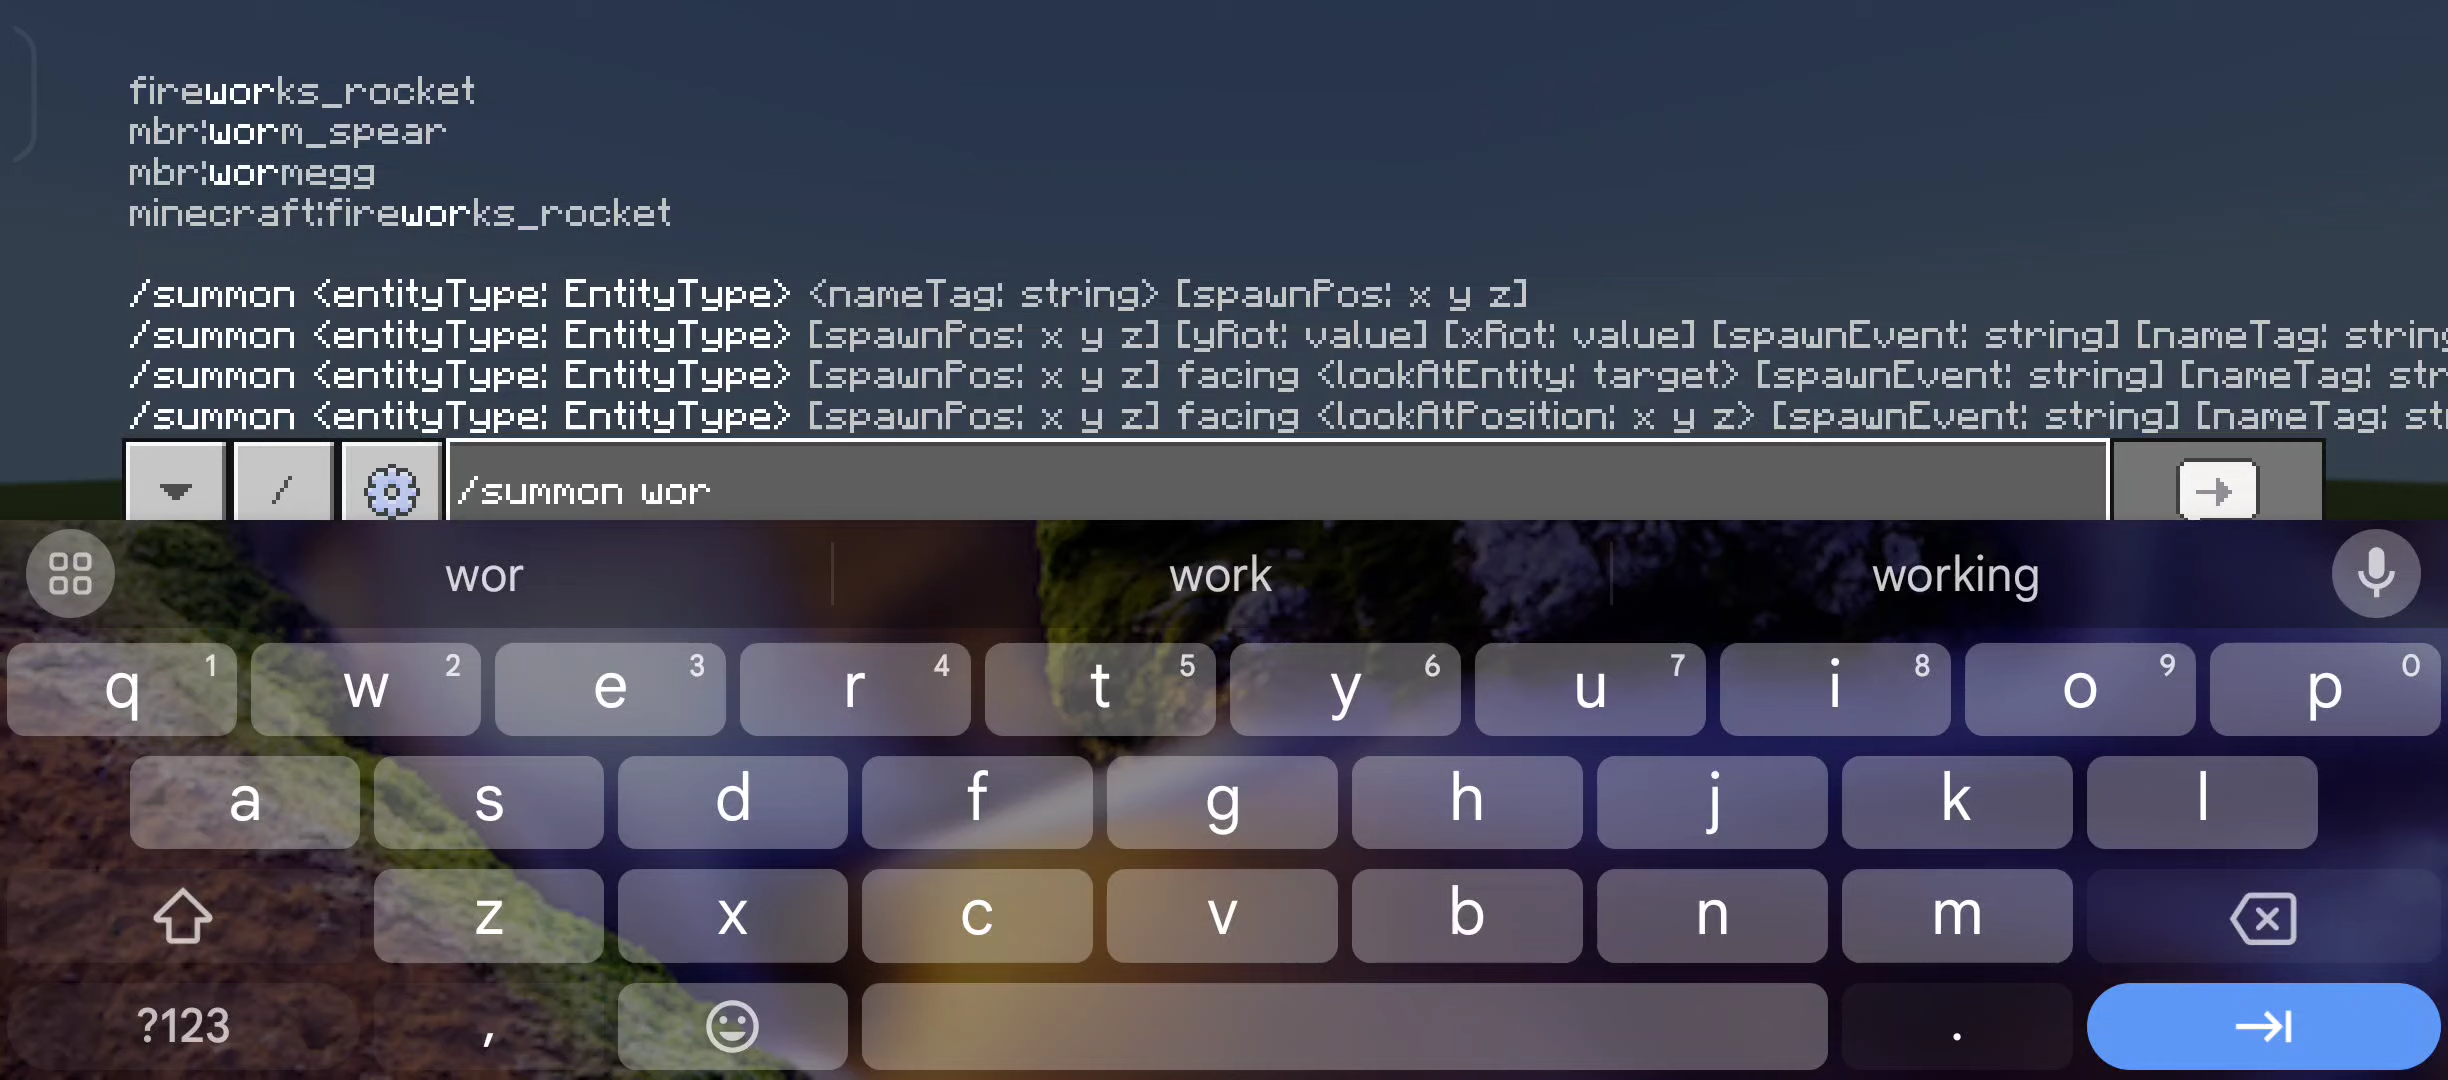 fireworks_rocket
mbr:worm_spear
mbr:wormegg
minecraft:fireworks_rocket
/summon <entityType: EntityType> <nameTag: string> [spawnPos: x y z]
/summon <entityType: EntityType> [spawnPos: x y z] [yRot: value] [xRot: value] [spawnEvent: string] [nameTag: string
/summon <entityType: EntityType> [spawnPos: x y z] facing <lookAtEntity: target> [spawnEvent: string] [nameTag: str
/summon <entityType: EntityType> [spawnPos: x y z] facing <lookAtPosition: x y z> [spawnEvent: string] [nameTag: st
/ /summon wor
wor work working
q 1 w 2 e 3 r 4 t 5 y 6 u 7 i 8 o 9 p 0
a s d f g h j k l
z x c v b n m
?123 , .